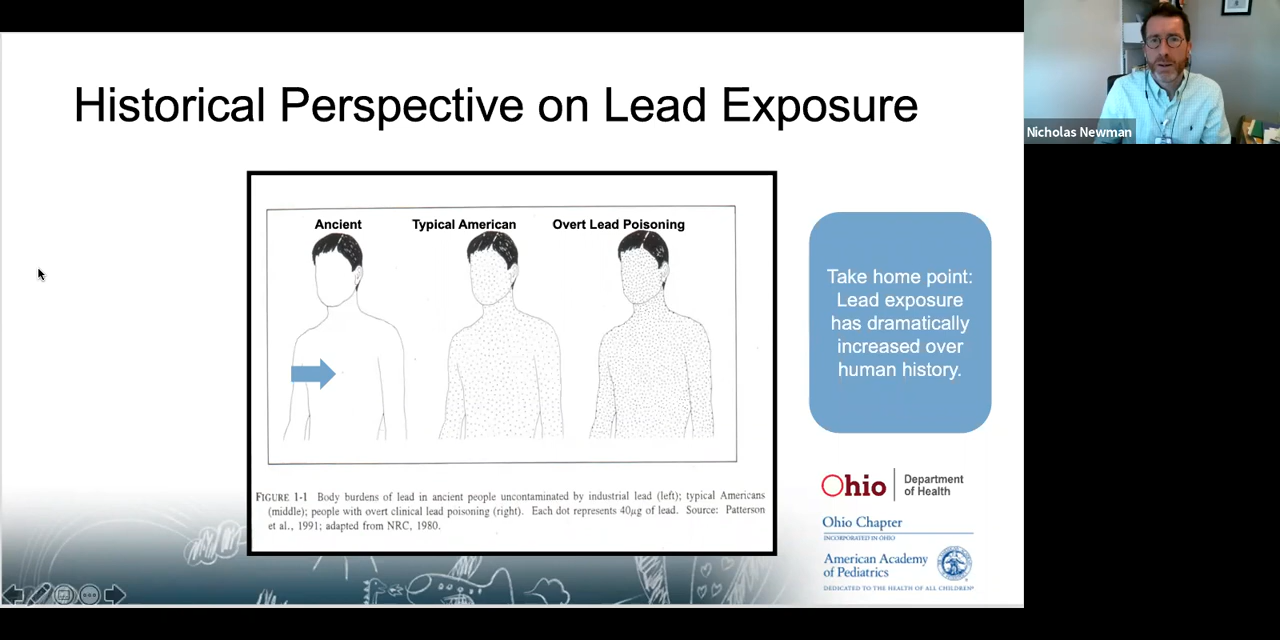 Historical Perspective on Lead Exposure
Ancient
Typical American
Overt Lead Poisoning
FIGURE 1-1 Body burdens of lead in ancient people uncontaminated by industrial lead (left); typical Americans
(middle); people with overt clinical lead poisoning (right). Each dot represents 40µg of lead. Source: Patterson
et al., 1991; adapted from NRC, 1980.
Take home point:
Lead exposure
has dramatically
increased over
human history.
Ohio
Department
of Health
Ohio Chapter
INCORPORATED IN OHIO
American Academy
of Pediatrics
DEDICATED TO THE HEALTH OF ALL CHILDREN®
Nicholas Newman